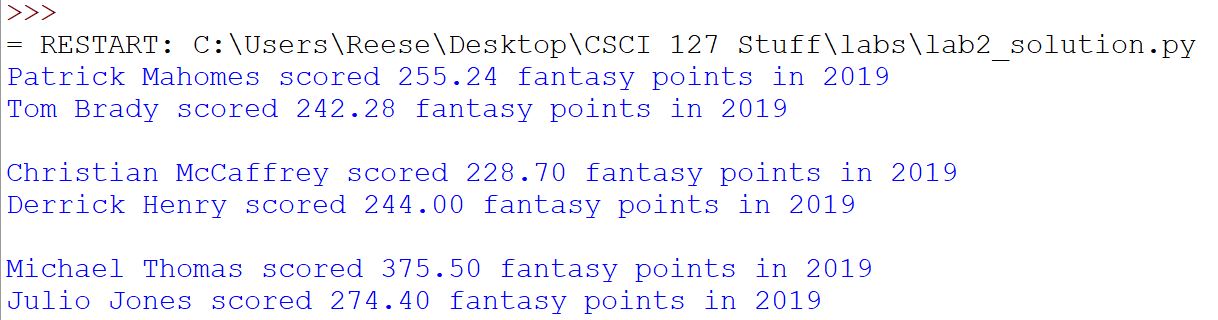 >>>
= RESTART: C:\Users\Reese\Desktop\CSCI 127 Stuff\labs\lab2_solution.py
Patrick Mahomes scored 255.24 fantasy points in 2019
Tom Brady scored 242.28 fantasy points in 2019
Christian McCaffrey scored 228.70 fantasy points in 2019
Derrick Henry scored 244.00 fantasy points in 2019
Michael Thomas scored 375.50 fantasy points in 2019
Julio Jones scored 274.40 fantasy points in 2019